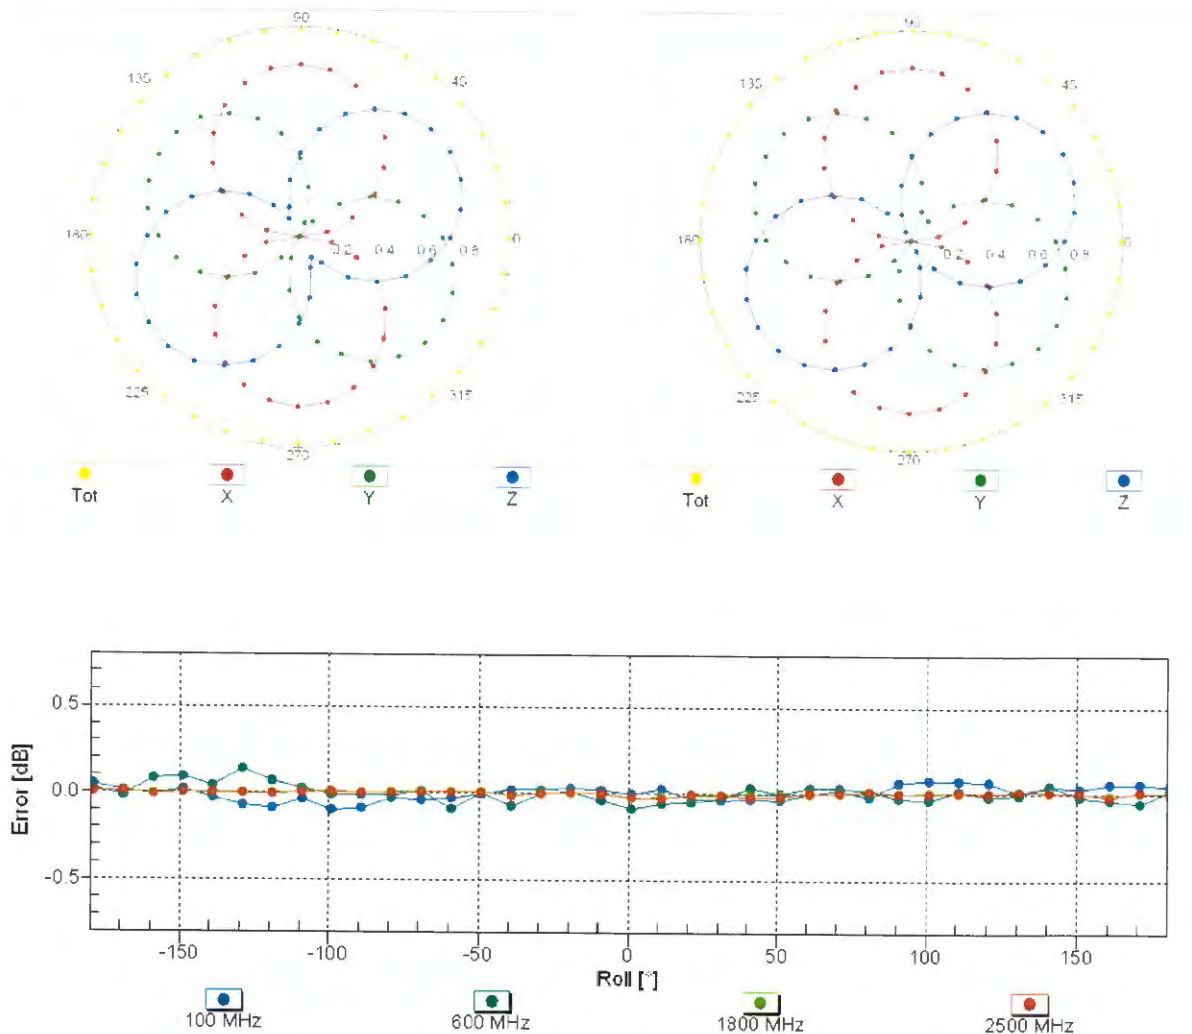 90 90
135 45 135 45
180 0.2 0.4 0.6 0.8 0 180 0.2 0.4 0.6 0.8 0
225 315 225 315
270 270
Tot X Y Z Tot X Y Z
0.5
0.0
-0.5
Error [dB]
-150 -100 -50 0 50 100 150
Roll [°]
100 MHz 600 MHz 1800 MHz 2500 MHz